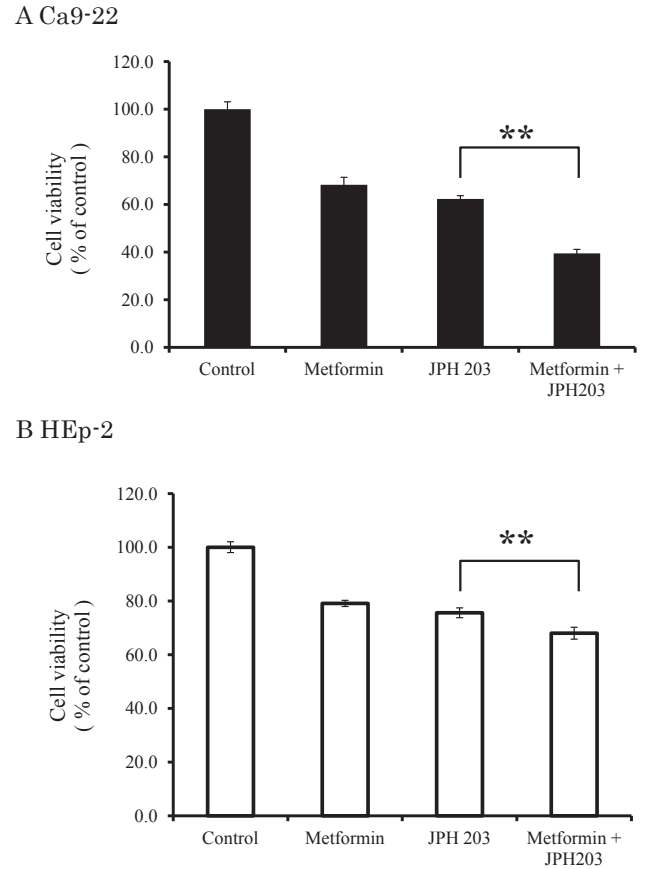 A Ca9-22
120.0
100.0
80.0
60.0
40.0
20.0
0.0
Cell viability
( % of control )
**
Control
Metformin
JPH 203
Metformin +
JPH203
B HEp-2
120.0
100.0
80.0
60.0
40.0
20.0
0.0
Cell viability
( % of control )
**
Control
Metformin
JPH 203
Metformin +
JPH203